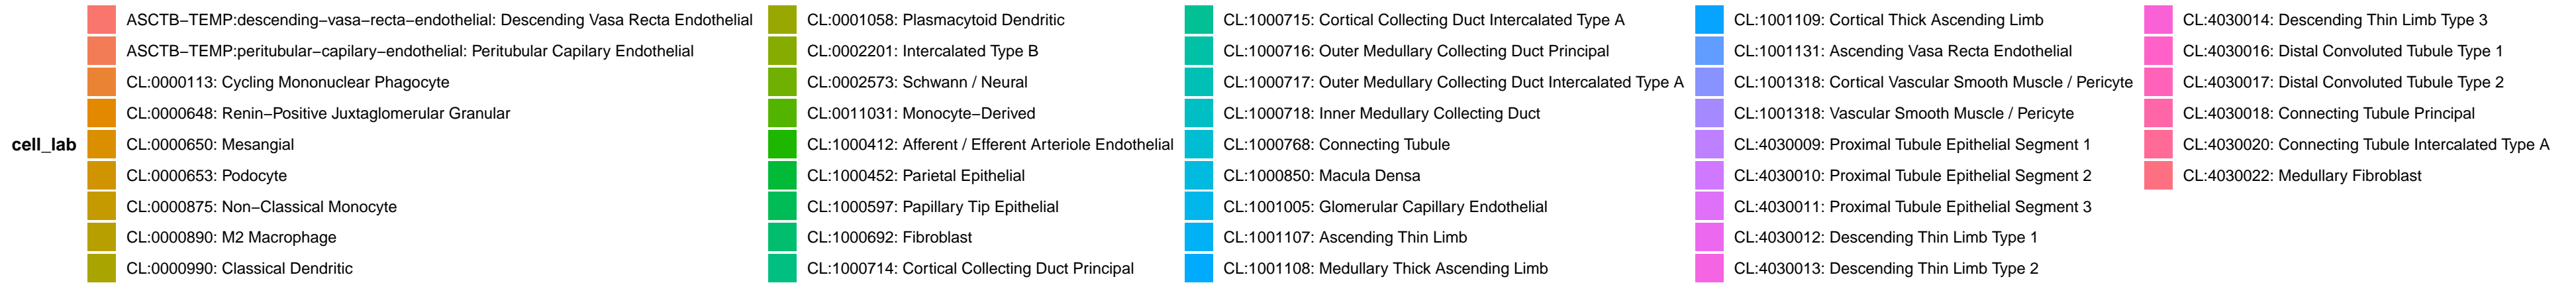 cell_lab
ASCTB−TEMP:descending−vasa−recta−endothelial: Descending Vasa Recta Endothelial
ASCTB−TEMP:peritubular−capilary−endothelial: Peritubular Capilary Endothelial
CL:0000113: Cycling Mononuclear Phagocyte
CL:0000648: Renin−Positive Juxtaglomerular Granular
CL:0000650: Mesangial
CL:0000653: Podocyte
CL:0000875: Non−Classical Monocyte
CL:0000890: M2 Macrophage
CL:0000990: Classical Dendritic
CL:0001058: Plasmacytoid Dendritic
CL:0002201: Intercalated Type B
CL:0002573: Schwann / Neural
CL:0011031: Monocyte−Derived
CL:1000412: Afferent / Efferent Arteriole Endothelial
CL:1000452: Parietal Epithelial
CL:1000597: Papillary Tip Epithelial
CL:1000692: Fibroblast
CL:1000714: Cortical Collecting Duct Principal
CL:1000715: Cortical Collecting Duct Intercalated Type A
CL:1000716: Outer Medullary Collecting Duct Principal
CL:1000717: Outer Medullary Collecting Duct Intercalated Type A
CL:1000718: Inner Medullary Collecting Duct
CL:1000768: Connecting Tubule
CL:1000850: Macula Densa
CL:1001005: Glomerular Capillary Endothelial
CL:1001107: Ascending Thin Limb
CL:1001108: Medullary Thick Ascending Limb
CL:1001109: Cortical Thick Ascending Limb
CL:1001131: Ascending Vasa Recta Endothelial
CL:1001318: Cortical Vascular Smooth Muscle / Pericyte
CL:1001318: Vascular Smooth Muscle / Pericyte
CL:4030009: Proximal Tubule Epithelial Segment 1
CL:4030010: Proximal Tubule Epithelial Segment 2
CL:4030011: Proximal Tubule Epithelial Segment 3
CL:4030012: Descending Thin Limb Type 1
CL:4030013: Descending Thin Limb Type 2
CL:4030014: Descending Thin Limb Type 3
CL:4030016: Distal Convoluted Tubule Type 1
CL:4030017: Distal Convoluted Tubule Type 2
CL:4030018: Connecting Tubule Principal
CL:4030020: Connecting Tubule Intercalated Type A
CL:4030022: Medullary Fibroblast